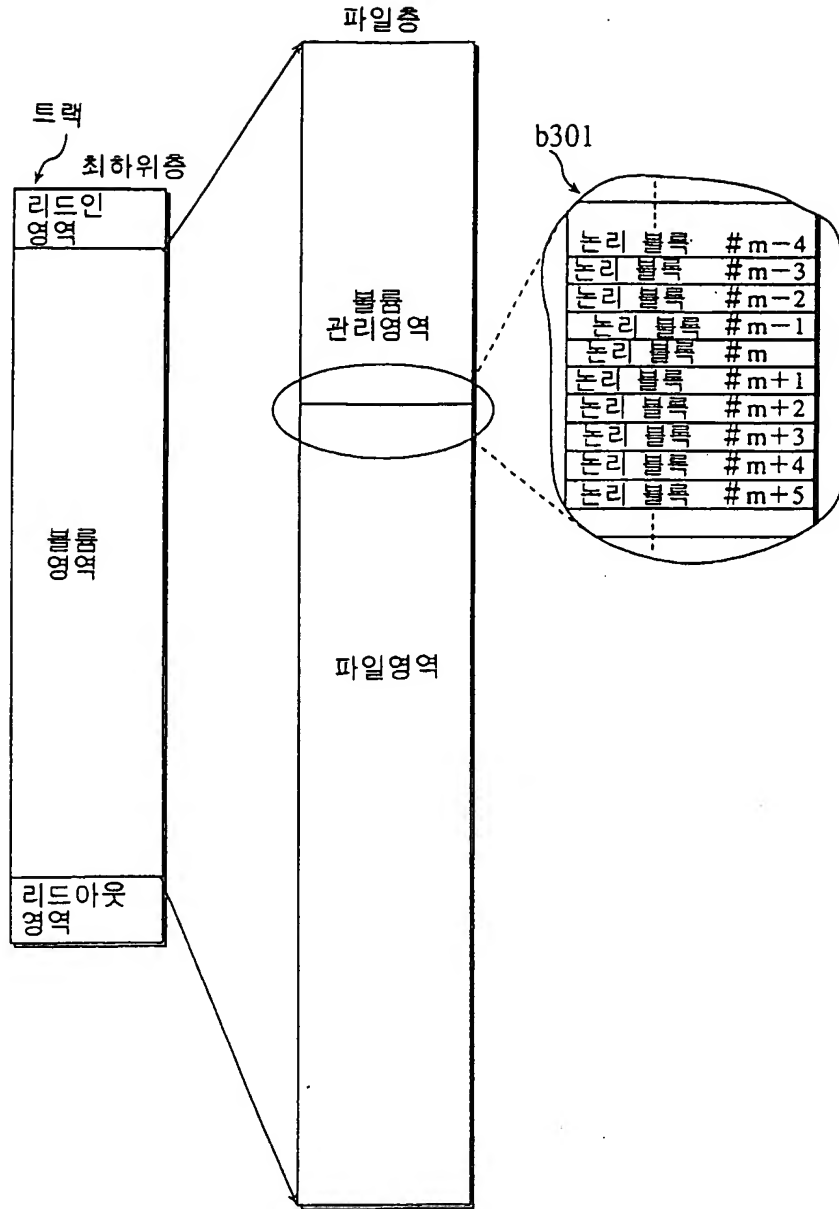 파일층
트랙
최하위층
리드인
영역
볼륨
영역
리드아웃
영역
볼륨
관리영역
파일영역
b301
논리 블록 #m-4
논리 블록 #m-3
논리 블록 #m-2
논리 블록 #m-1
논리 블록 #m
논리 블록 #m+1
논리 블록 #m+2
논리 블록 #m+3
논리 블록 #m+4
논리 블록 #m+5